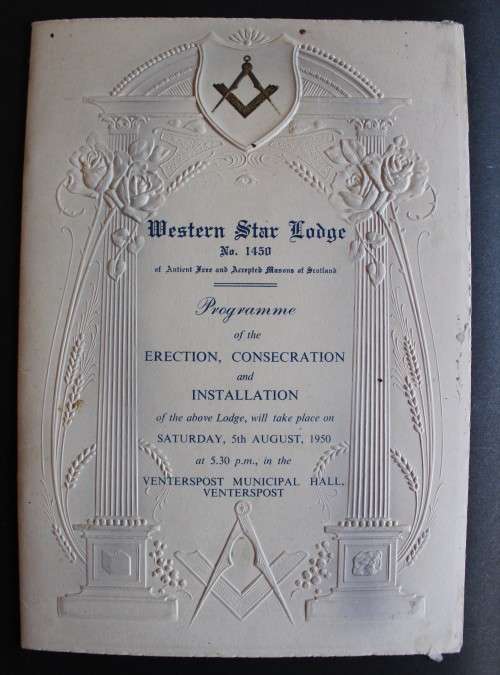 Western Star Lodge
No. 1450
of Antient Free and Accepted Masons of Scotland
Programme
of the
ERECTION, CONSECRATION
and
INSTALLATION
of the above Lodge, will take place on
SATURDAY, 5th AUGUST, 1950
at 5.30 p.m., in the
VENTERSPOST MUNICIPAL HALL,
VENTERSPOST